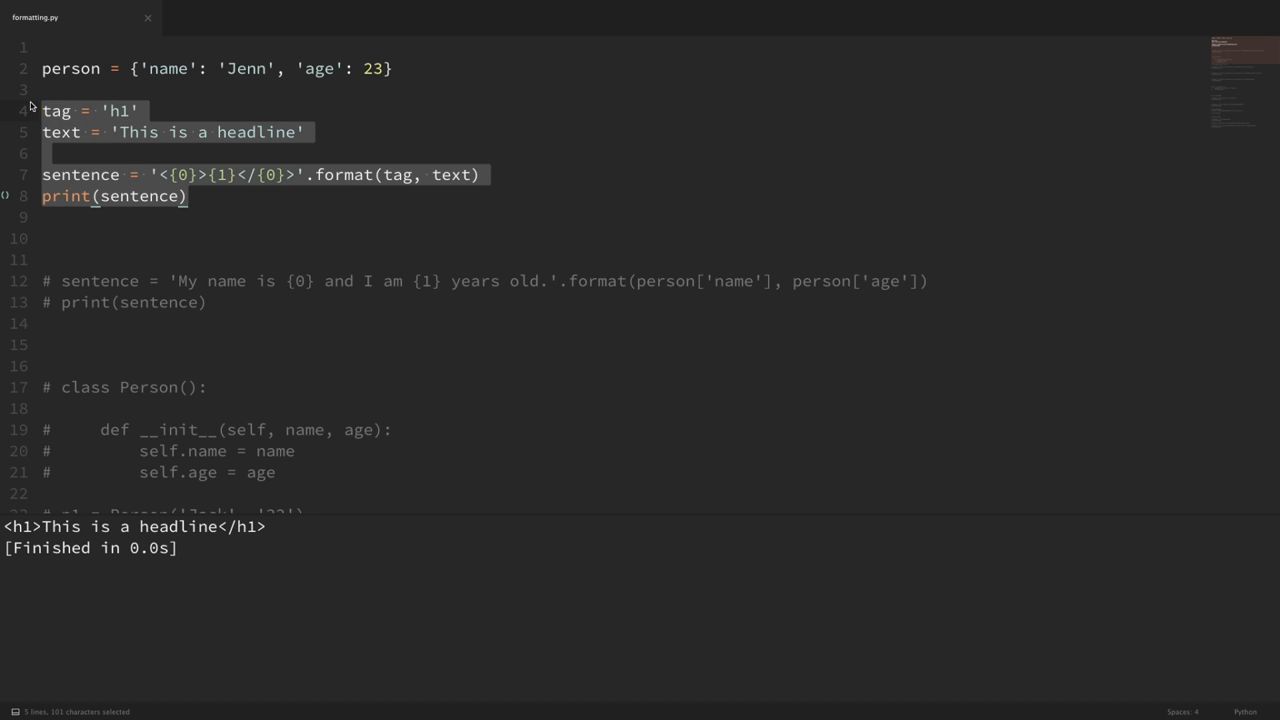 formatting.py ×
1
2 person = {'name': 'Jenn', 'age': 23}
3
4 tag = 'h1'
5 text = 'This is a headline'
6
7 sentence = '<{0}>{1}</{0}>'.format(tag, text)
8 print(sentence)
9
10
11
12 # sentence = 'My name is {0} and I am {1} years old.'.format(person['name'], person['age'])
13 # print(sentence)
14
15
16
17 # class Person():
18
19 #     def __init__(self, name, age):
20 #         self.name = name
21 #         self.age = age
22
<h1>This is a headline</h1>
[Finished in 0.0s]
5 lines, 101 characters selected
Spaces: 4
Python